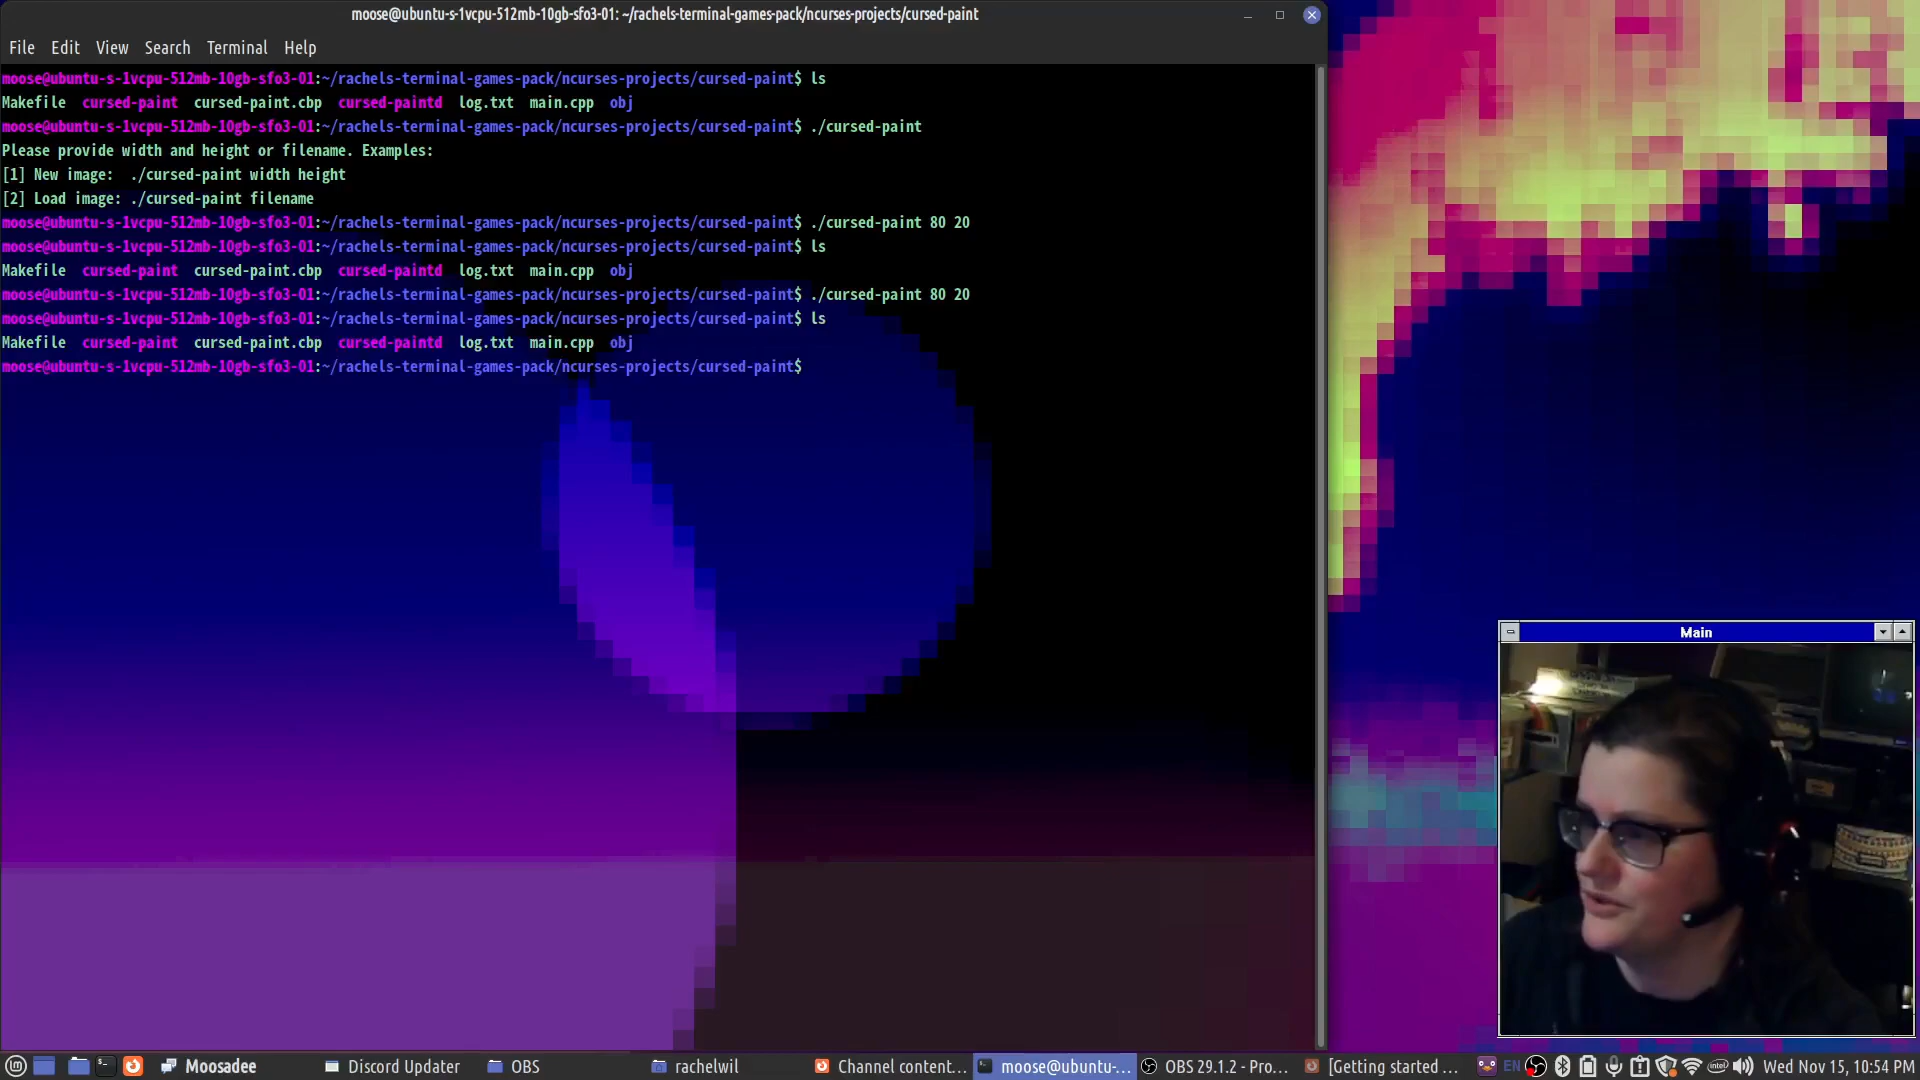 moose@ubuntu-s-1vcpu-512mb-10gb-sfo3-01: ~/rachels-terminal-games-pack/ncurses-projects/cursed-paint
File Edit View Search Terminal Help
moose@ubuntu-s-1vcpu-512mb-10gb-sfo3-01:~/rachels-terminal-games-pack/ncurses-projects/cursed-paint$ ls
Makefile cursed-paint cursed-paint.cbp cursed-paintd log.txt main.cpp obj
moose@ubuntu-s-1vcpu-512mb-10gb-sfo3-01:~/rachels-terminal-games-pack/ncurses-projects/cursed-paint$ ./cursed-paint
Please provide width and height or filename. Examples:
[1] New image: ./cursed-paint width height
[2] Load image: ./cursed-paint filename
moose@ubuntu-s-1vcpu-512mb-10gb-sfo3-01:~/rachels-terminal-games-pack/ncurses-projects/cursed-paint$ ./cursed-paint 80 20
moose@ubuntu-s-1vcpu-512mb-10gb-sfo3-01:~/rachels-terminal-games-pack/ncurses-projects/cursed-paint$ ls
Makefile cursed-paint cursed-paint.cbp cursed-paintd log.txt main.cpp obj
moose@ubuntu-s-1vcpu-512mb-10gb-sfo3-01:~/rachels-terminal-games-pack/ncurses-projects/cursed-paint$ ./cursed-paint 80 20
moose@ubuntu-s-1vcpu-512mb-10gb-sfo3-01:~/rachels-terminal-games-pack/ncurses-projects/cursed-paint$ ls
Makefile cursed-paint cursed-paint.cbp cursed-paintd log.txt main.cpp obj
moose@ubuntu-s-1vcpu-512mb-10gb-sfo3-01:~/rachels-terminal-games-pack/ncurses-projects/cursed-paint$
Main
Moosadee Discord Updater OBS rachelwil Channel content... moose@ubuntu-... OBS 29.1.2 - Pro... [Getting started ... EN Wed Nov 15, 10:54 PM